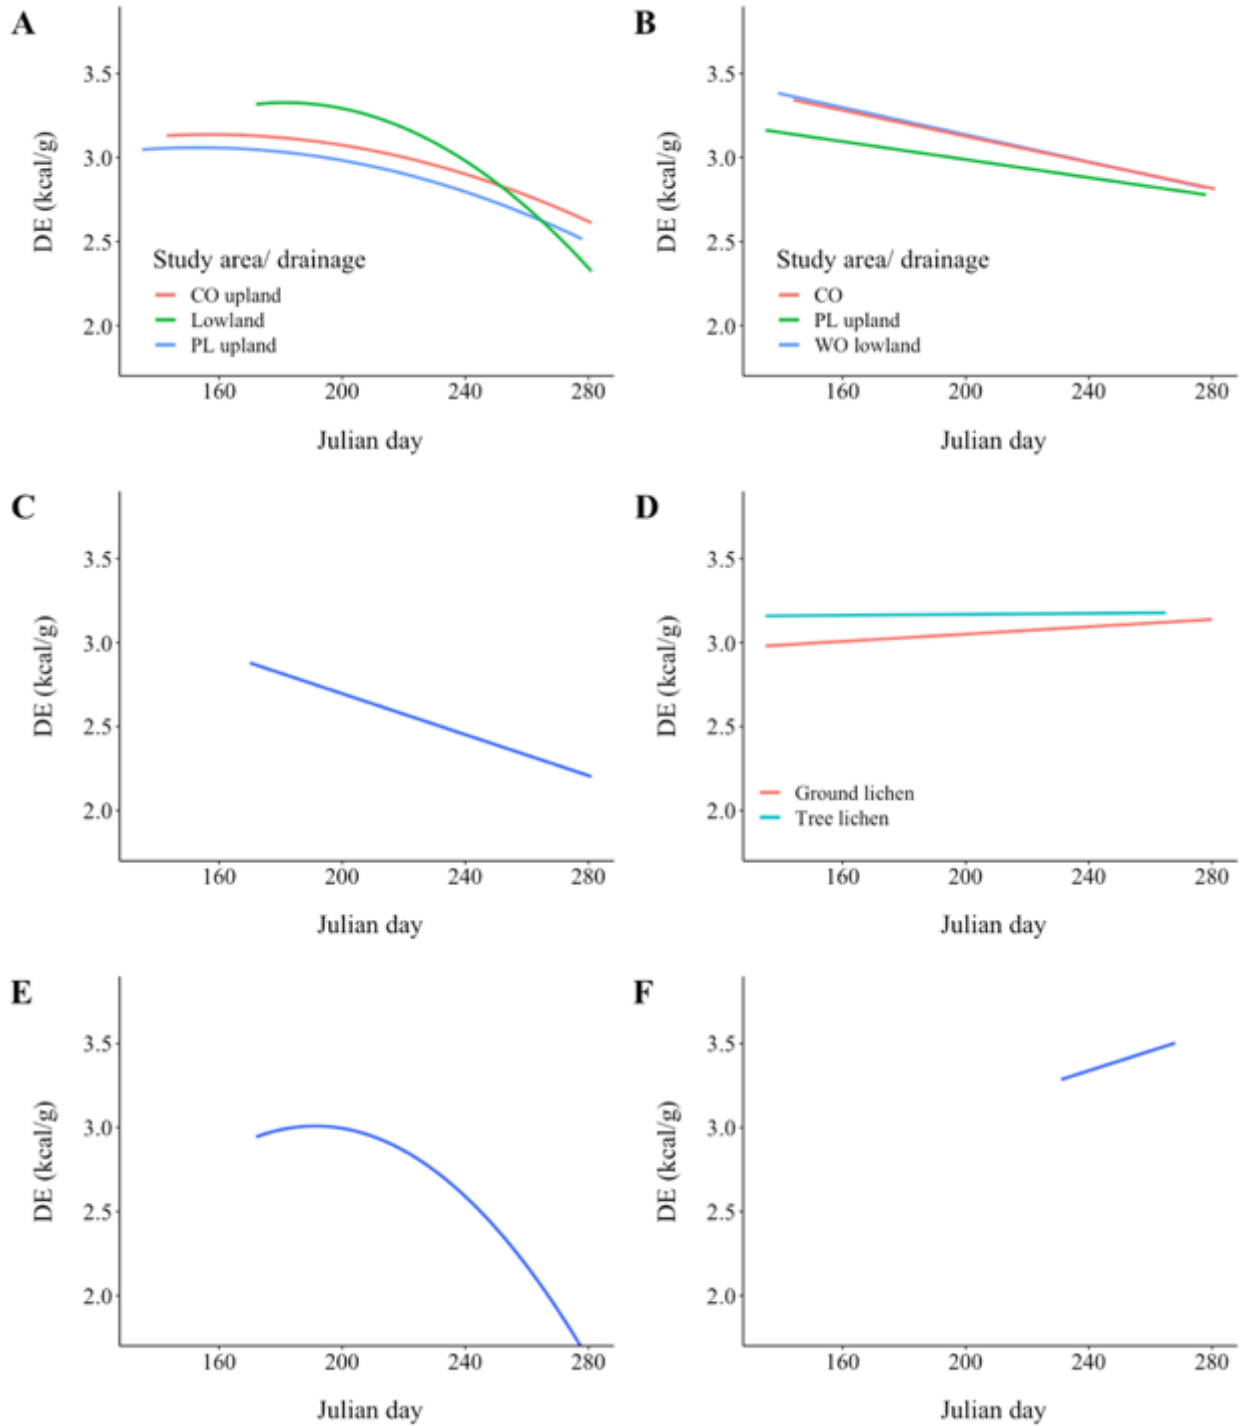 A
3.5
3.0
2.5
2.0
DE (kcal/g)
Study area/ drainage
CO upland
Lowland
PL upland
160 200 240 280
Julian day
B
3.5
3.0
2.5
2.0
DE (kcal/g)
Study area/ drainage
CO
PL upland
WO lowland
160 200 240 280
Julian day
C
3.5
3.0
2.5
2.0
DE (kcal/g)
160 200 240 280
Julian day
D
3.5
3.0
2.5
2.0
DE (kcal/g)
Ground lichen
Tree lichen
160 200 240 280
Julian day
E
3.5
3.0
2.5
2.0
DE (kcal/g)
160 200 240 280
Julian day
F
3.5
3.0
2.5
2.0
DE (kcal/g)
160 200 240 280
Julian day